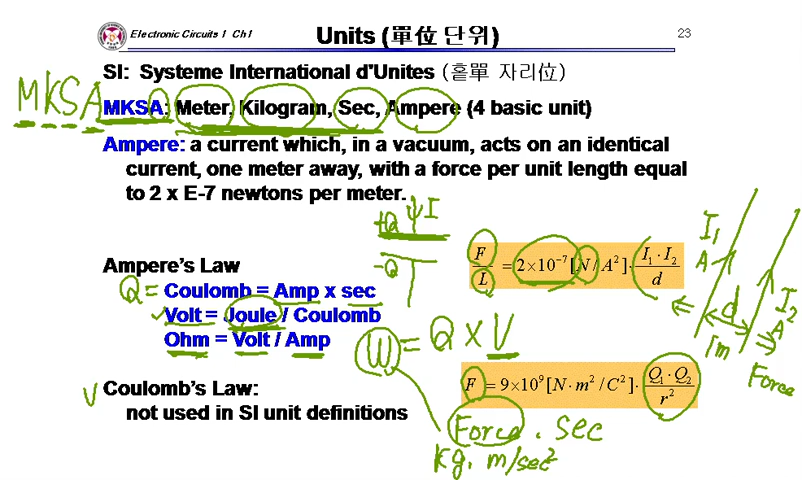 Electronic Circuits 1 Ch1
Units (單位 단위)
23
SI: Systeme International d'Unites (흩單 자리位)
MKSA
MKSA: Meter, Kilogram, Sec, Ampere (4 basic unit)
Ampere: a current which, in a vacuum, acts on an identical
current, one meter away, with a force per unit length equal
to 2 x E-7 newtons per meter.
+Q ψ I
-Q
F/L = 2×10⁻⁷ [N/A²] · I₁·I₂/d
I₁
A
I₂
A
d
1m
Force
Ampere's Law
Q = Coulomb = Amp x sec
Volt = Joule / Coulomb
Ohm = Volt / Amp
W = Q × V
Coulomb's Law:
not used in SI unit definitions
F = 9×10⁹ [N·m²/C²] · Q₁·Q₂/r²
Force · sec
kg. m/sec²